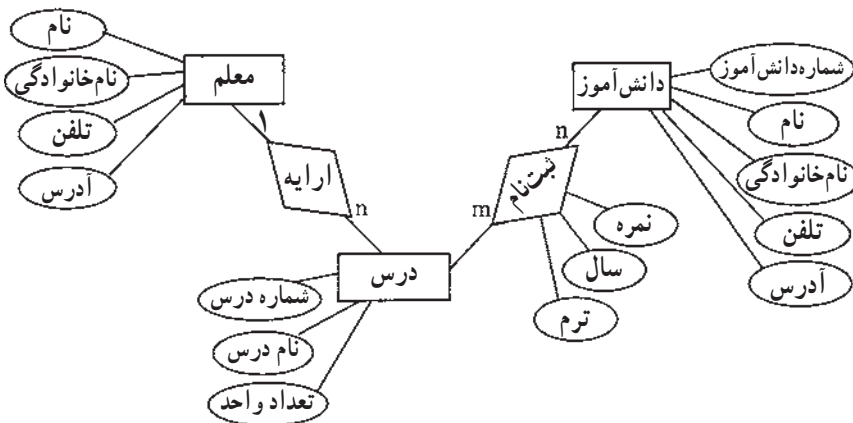 معلم
نام
نام خانوادگی
تلفن
آدرس
۱
ارایه
n
دانش آموز
شماره دانش آموز
نام
نام خانوادگی
تلفن
آدرس
n
ثبت نام
m
نمره
سال
ترم
درس
شماره درس
نام درس
تعداد واحد